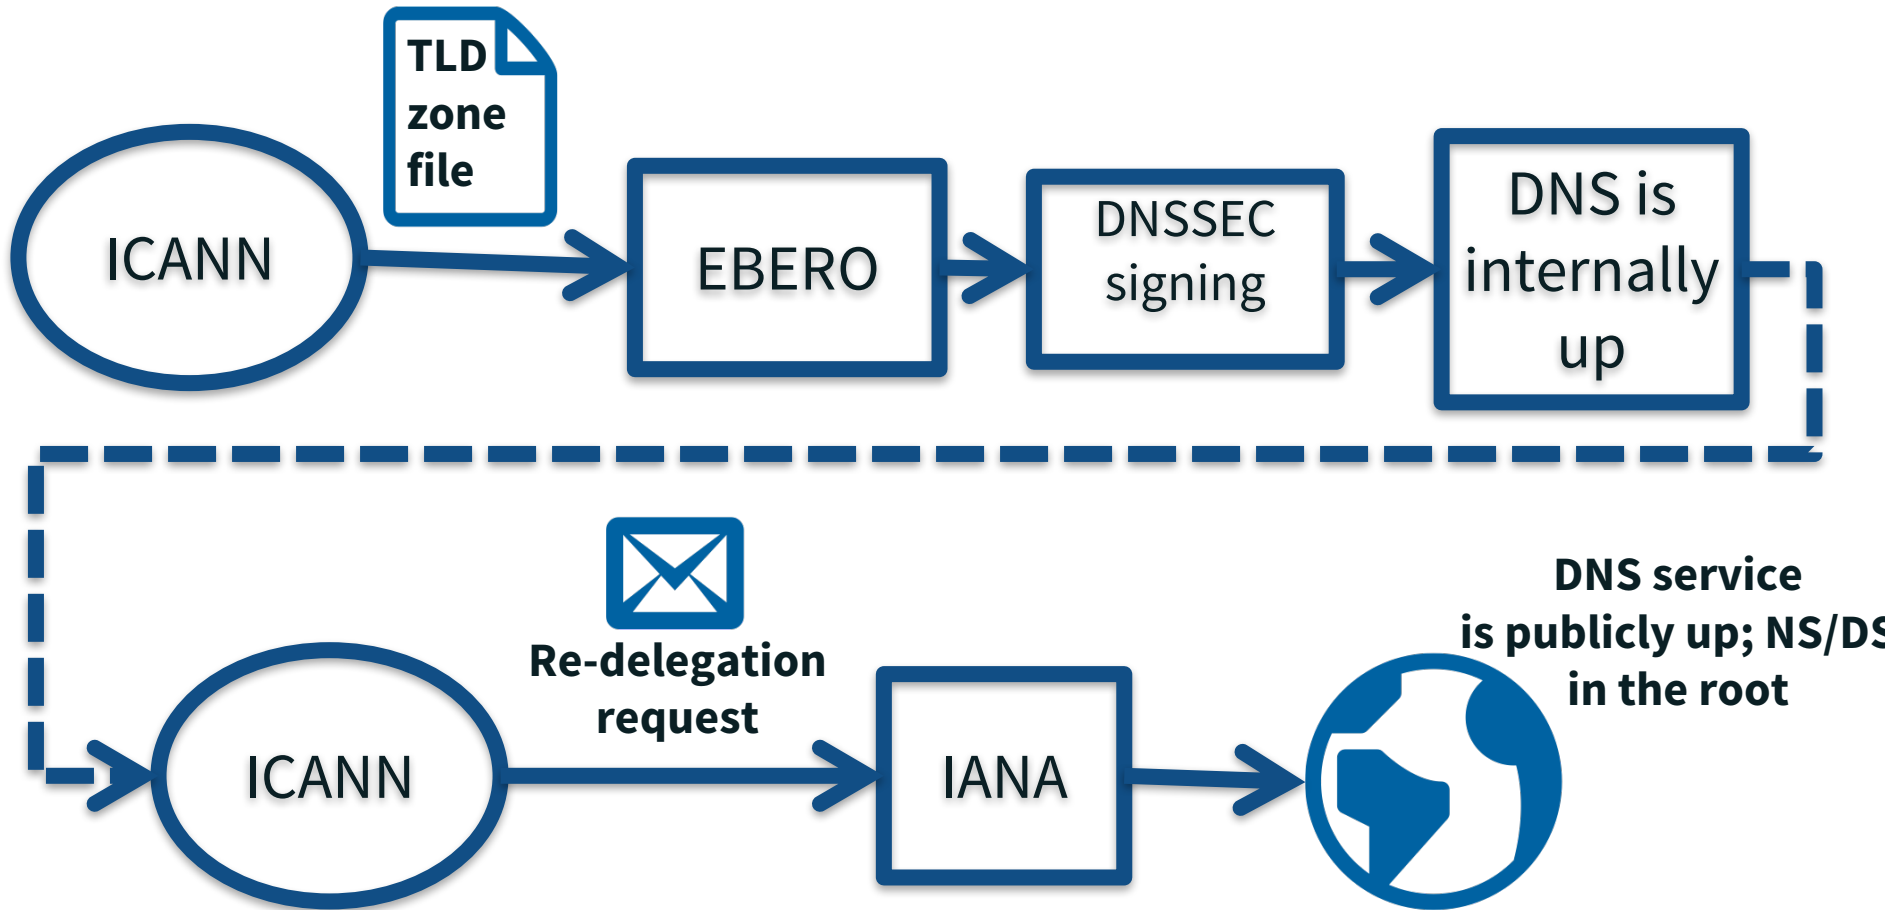 TLD
zone
file
ICANN
EBERO
DNSSEC
signing
DNS is
internally
up
Re-delegation
request
DNS service
is publicly up; NS/DS
in the root
ICANN
IANA